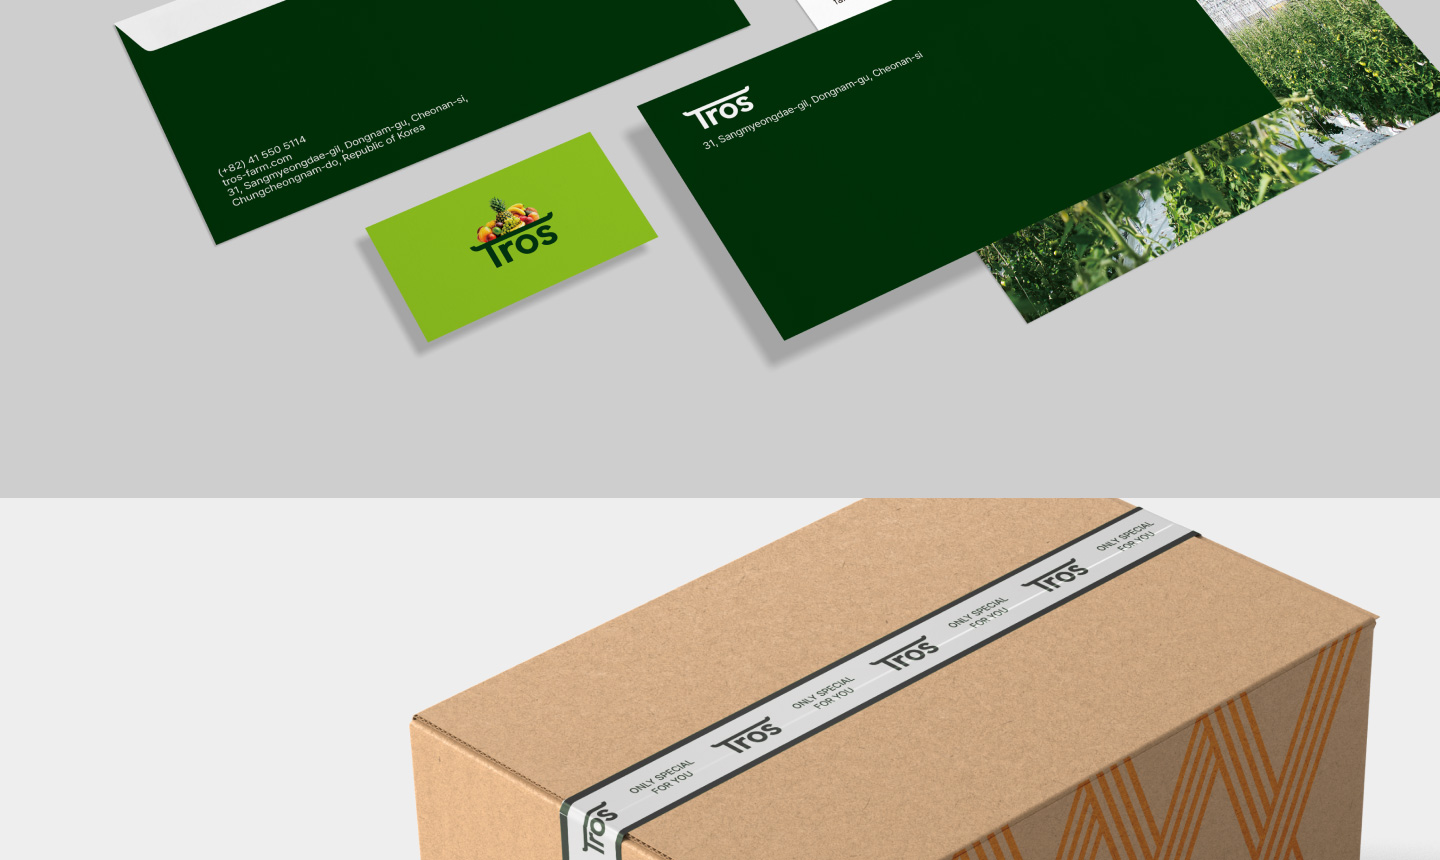 (+82) 41 550 5114
tros-farm.com
31, Sangmyeongdae-gil, Dongnam-gu, Cheonan-si,
Chungcheongnam-do, Republic of Korea
Tros
Tros
31, Sangmyeongdae-gil, Dongnam-gu, Cheonan-si
ONLY SPECIAL
FOR YOU
Tros
ONLY SPECIAL
FOR YOU
Tros
ONLY SPECIAL
FOR YOU
Tros
ONLY SPECIAL
FOR YOU
Tros